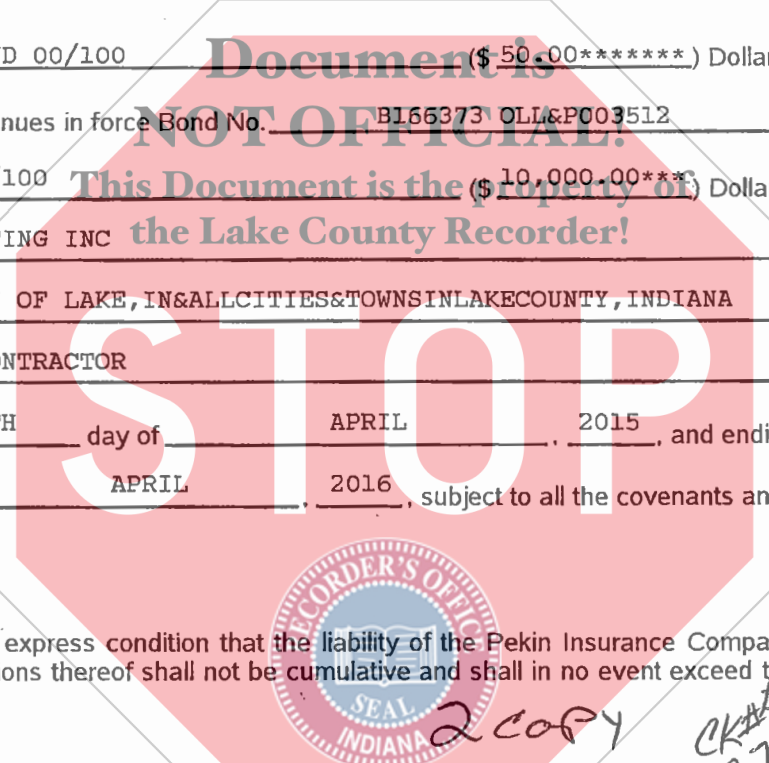 D 00/100 ($ 50.00*******) Dolla
Document is
nues in force Bond No. B166373 OLL&P003512
NOT OFFICIAL!
/100 ($ 10,000.00***) Dolla
This Document is the property of
the Lake County Recorder!
ING INC
OF LAKE,IN&ALLCITIES&TOWNSINLAKECOUNTY,INDIANA
STOP
NTRACTOR
H day of APRIL, 2015, and endi
APRIL, 2016, subject to all the covenants an
express condition that the liability of the Pekin Insurance Compa
ons thereof shall not be cumulative and shall in no event exceed t
RECORDER'S OFFICE
SEAL
INDIANA
2 copy
CK#